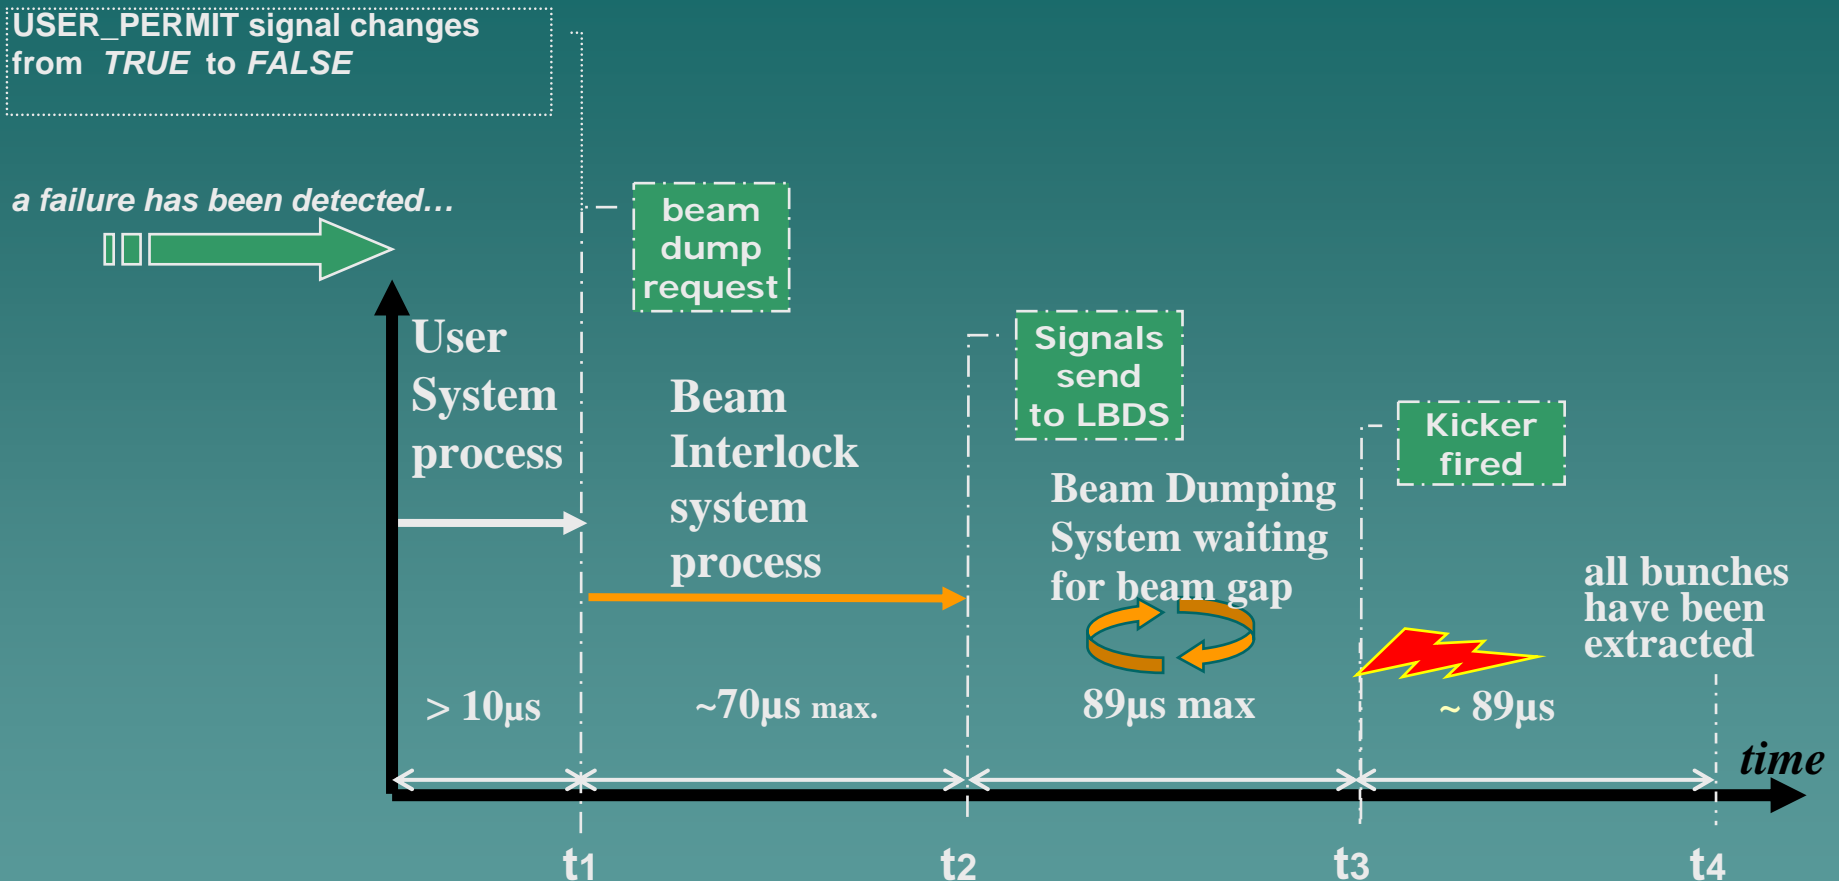 USER_PERMIT signal changes
from TRUE to FALSE
a failure has been detected...
beam
dump
request
User
System
process
Beam
Interlock
system
process
Signals
send
to LBDS
Beam Dumping
System waiting
for beam gap
Kicker
fired
all bunches
have been
extracted
> 10µs
~70µs max.
89µs max
~ 89µs
time
t1
t2
t3
t4